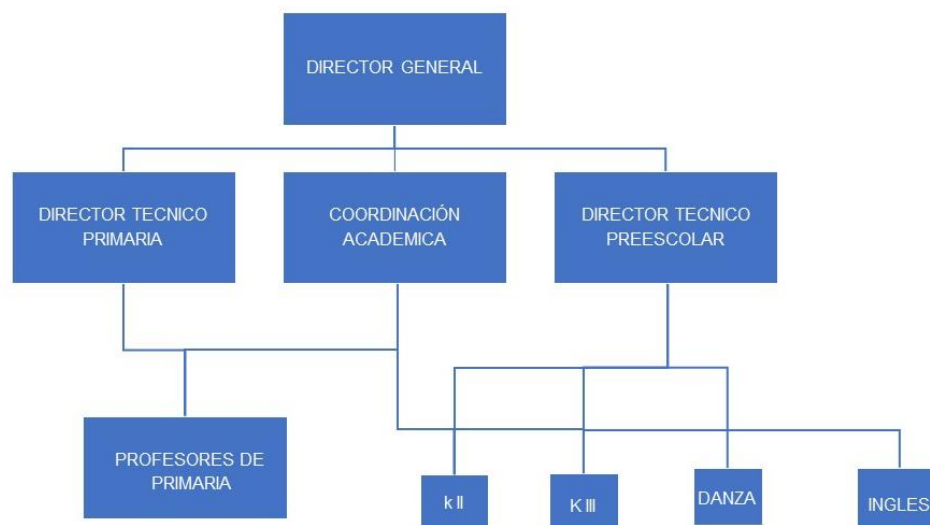 DIRECTOR GENERAL
DIRECTOR TECNICO
PRIMARIA
COORDINACIÓN
ACADEMICA
DIRECTOR TECNICO
PREESCOLAR
PROFESORES DE
PRIMARIA
k II
K III
DANZA
INGLES